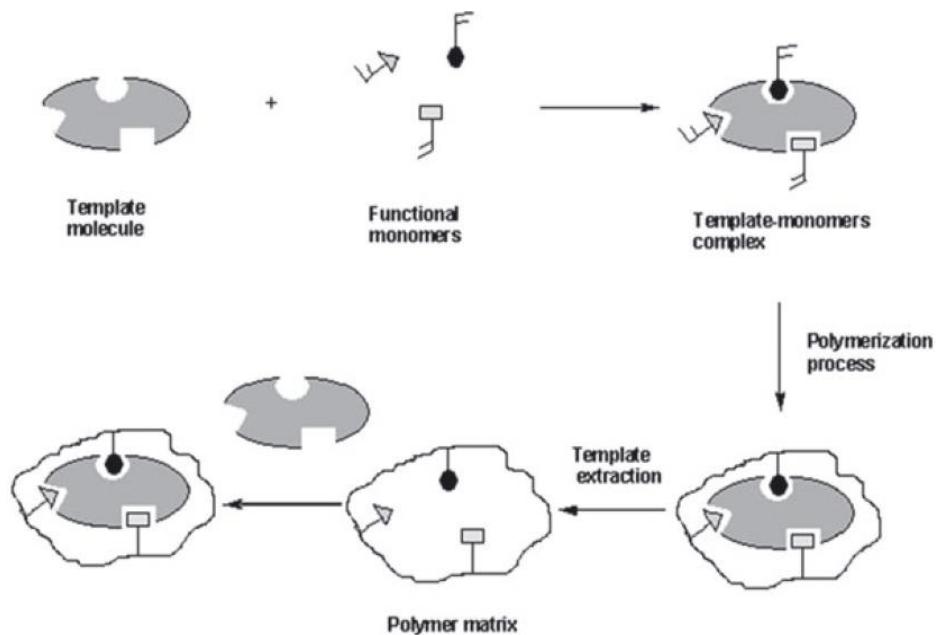 +
Template
molecule
Functional
monomers
Template-monomers
complex
Polymerization
process
Template
extraction
Polymer matrix